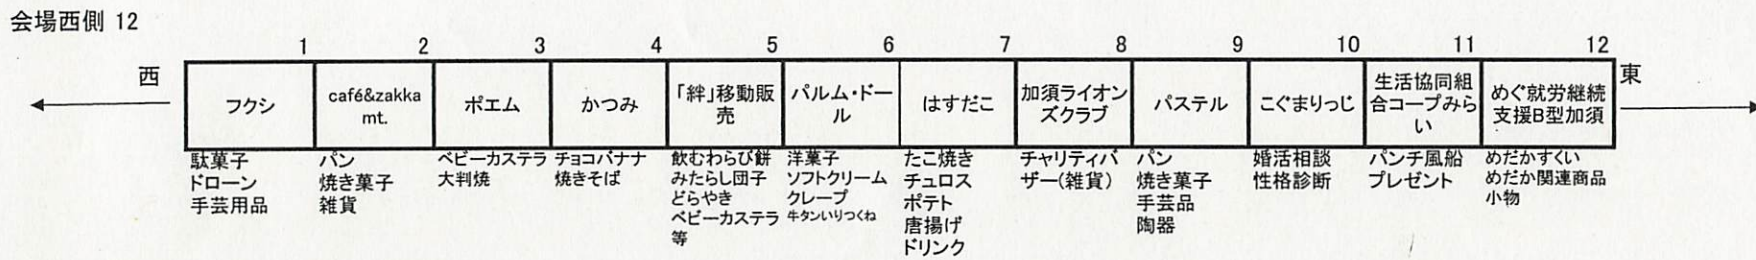 会場西側 12
1 2 3 4 5 6 7 8 9 10 11 12
西
フクシ
café&zakka
mt.
ポエム
かつみ
「絆」移動販
売
パルム・ドー
ル
はすだこ
加須ライオン
ズクラブ
パステル
こぐまりっじ
生活協同組
合コープみら
い
めぐ就労継続
支援B型加須
東
駄菓子
ドローン
手芸用品
パン
焼き菓子
雑貨
ベビーカステラ
大判焼
チョコバナナ
焼きそば
飲むわらび餅
みたらし団子
どらやき
ベビーカステラ
等
洋菓子
ソフトクリーム
クレープ
牛タンいりつくね
たこ焼き
チュロス
ポテト
唐揚げ
ドリンク
チャリティバ
ザー(雑貨)
パン
焼き菓子
手芸品
陶器
婚活相談
性格診断
パンチ風船
プレゼント
めだかすくい
めだか関連商品
小物